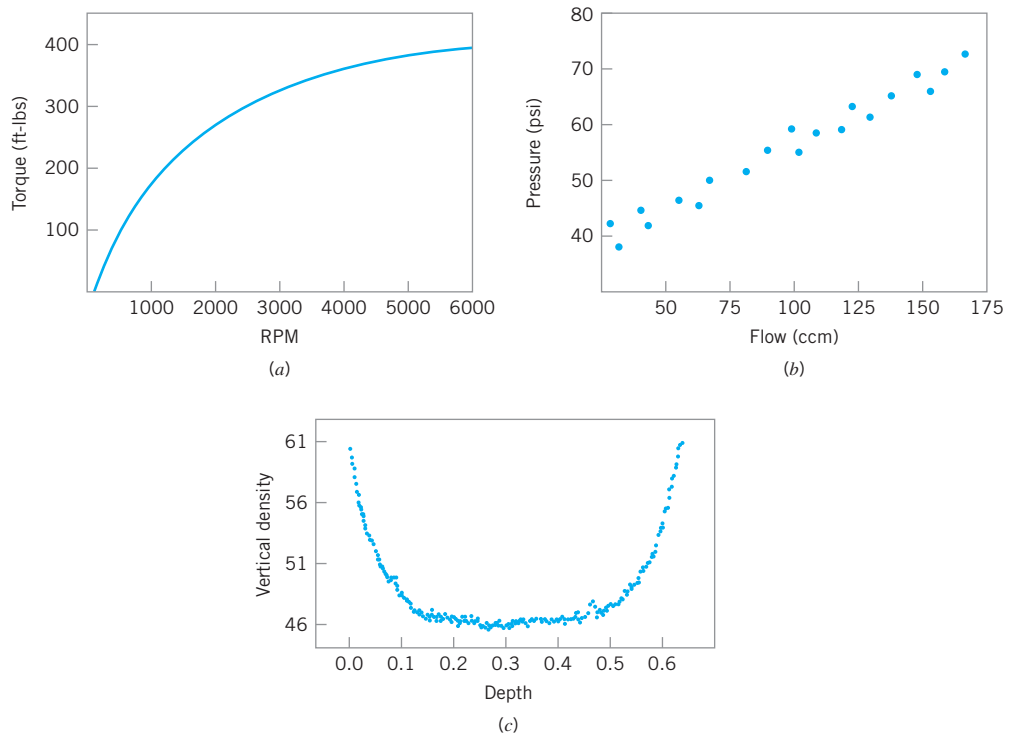 400
300
200
100
Torque (ft-lbs)
1000 2000 3000 4000 5000 6000
RPM
(a)
80
70
60
50
40
Pressure (psi)
50 75 100 125 150 175
Flow (ccm)
(b)
61
56
51
46
Vertical density
0.0 0.1 0.2 0.3 0.4 0.5 0.6
Depth
(c)